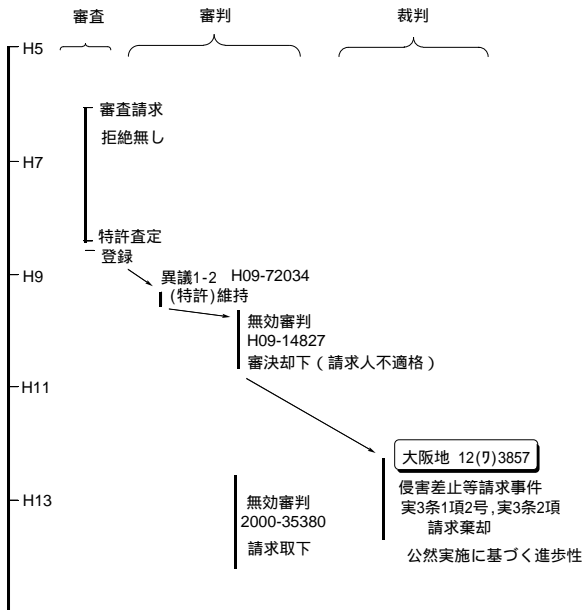 審査
審判
裁判
H5
審査請求
拒絶無し
H7
特許査定
登録
H9
異議1-2 H09-72034
(特許)維持
無効審判
H09-14827
審決却下（請求人不適格）
H11
大阪地 12(ワ)3857
侵害差止等請求事件
実3条1項2号,実3条2項
請求棄却
公然実施に基づく進歩性
H13
無効審判
2000-35380
請求取下